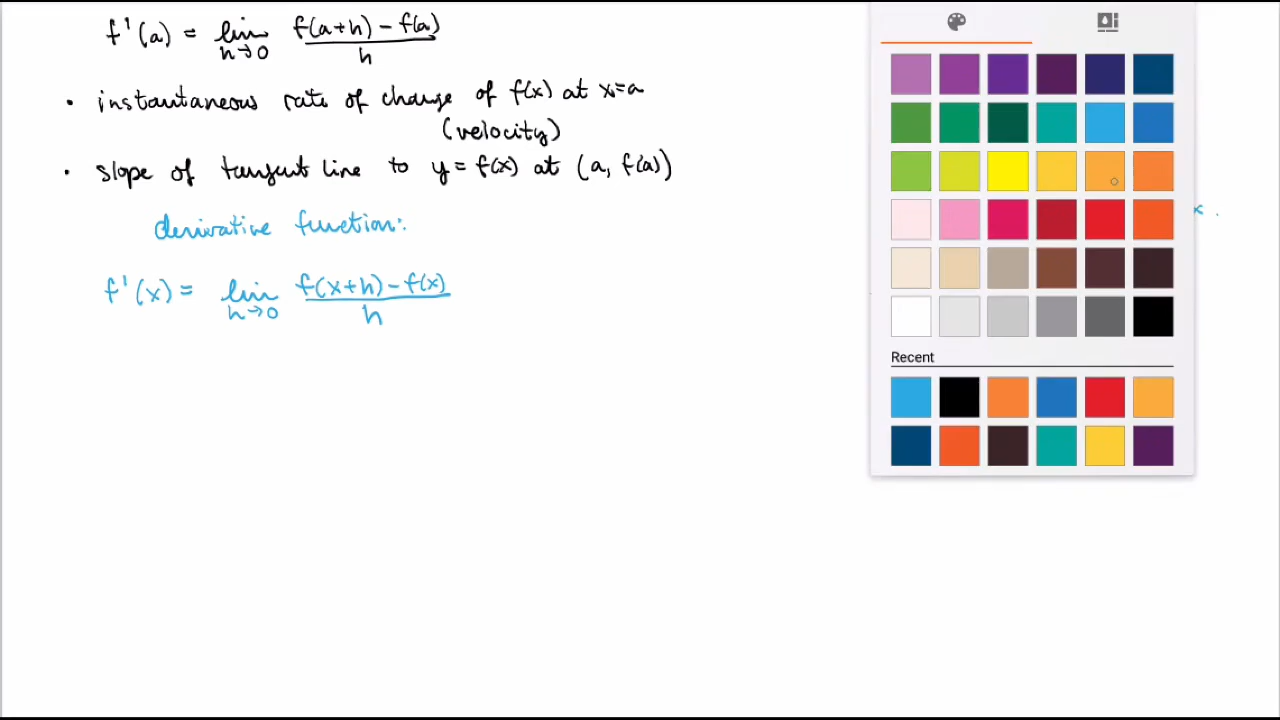 f'(a) = lim h→0 f(a+h) - f(a) / h
• instantaneous rate of change of f(x) at x=a
(velocity)
• slope of tangent line to y = f(x) at (a, f(a))
derivative function:
f'(x) = lim h→0 f(x+h) - f(x) / h
x .
Recent